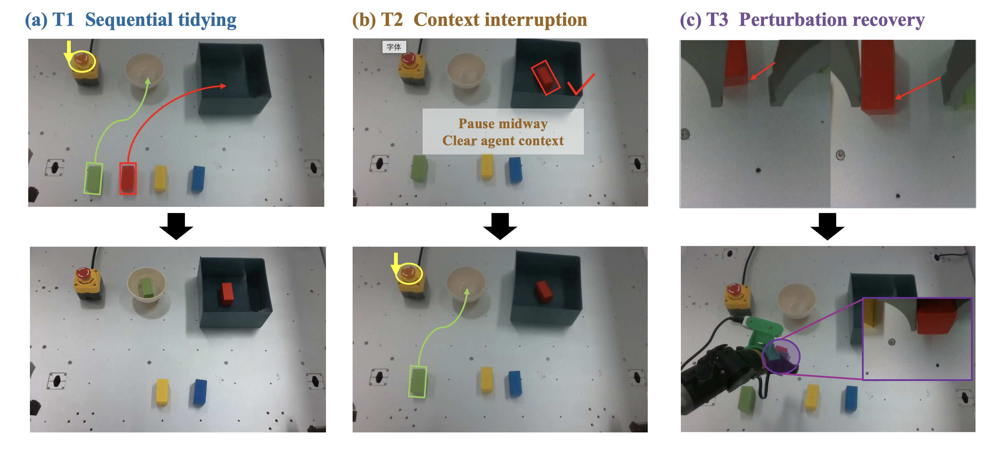 (a) T1 Sequential tidying
(b) T2 Context interruption
(c) T3 Perturbation recovery
字体
Pause midway
Clear agent context